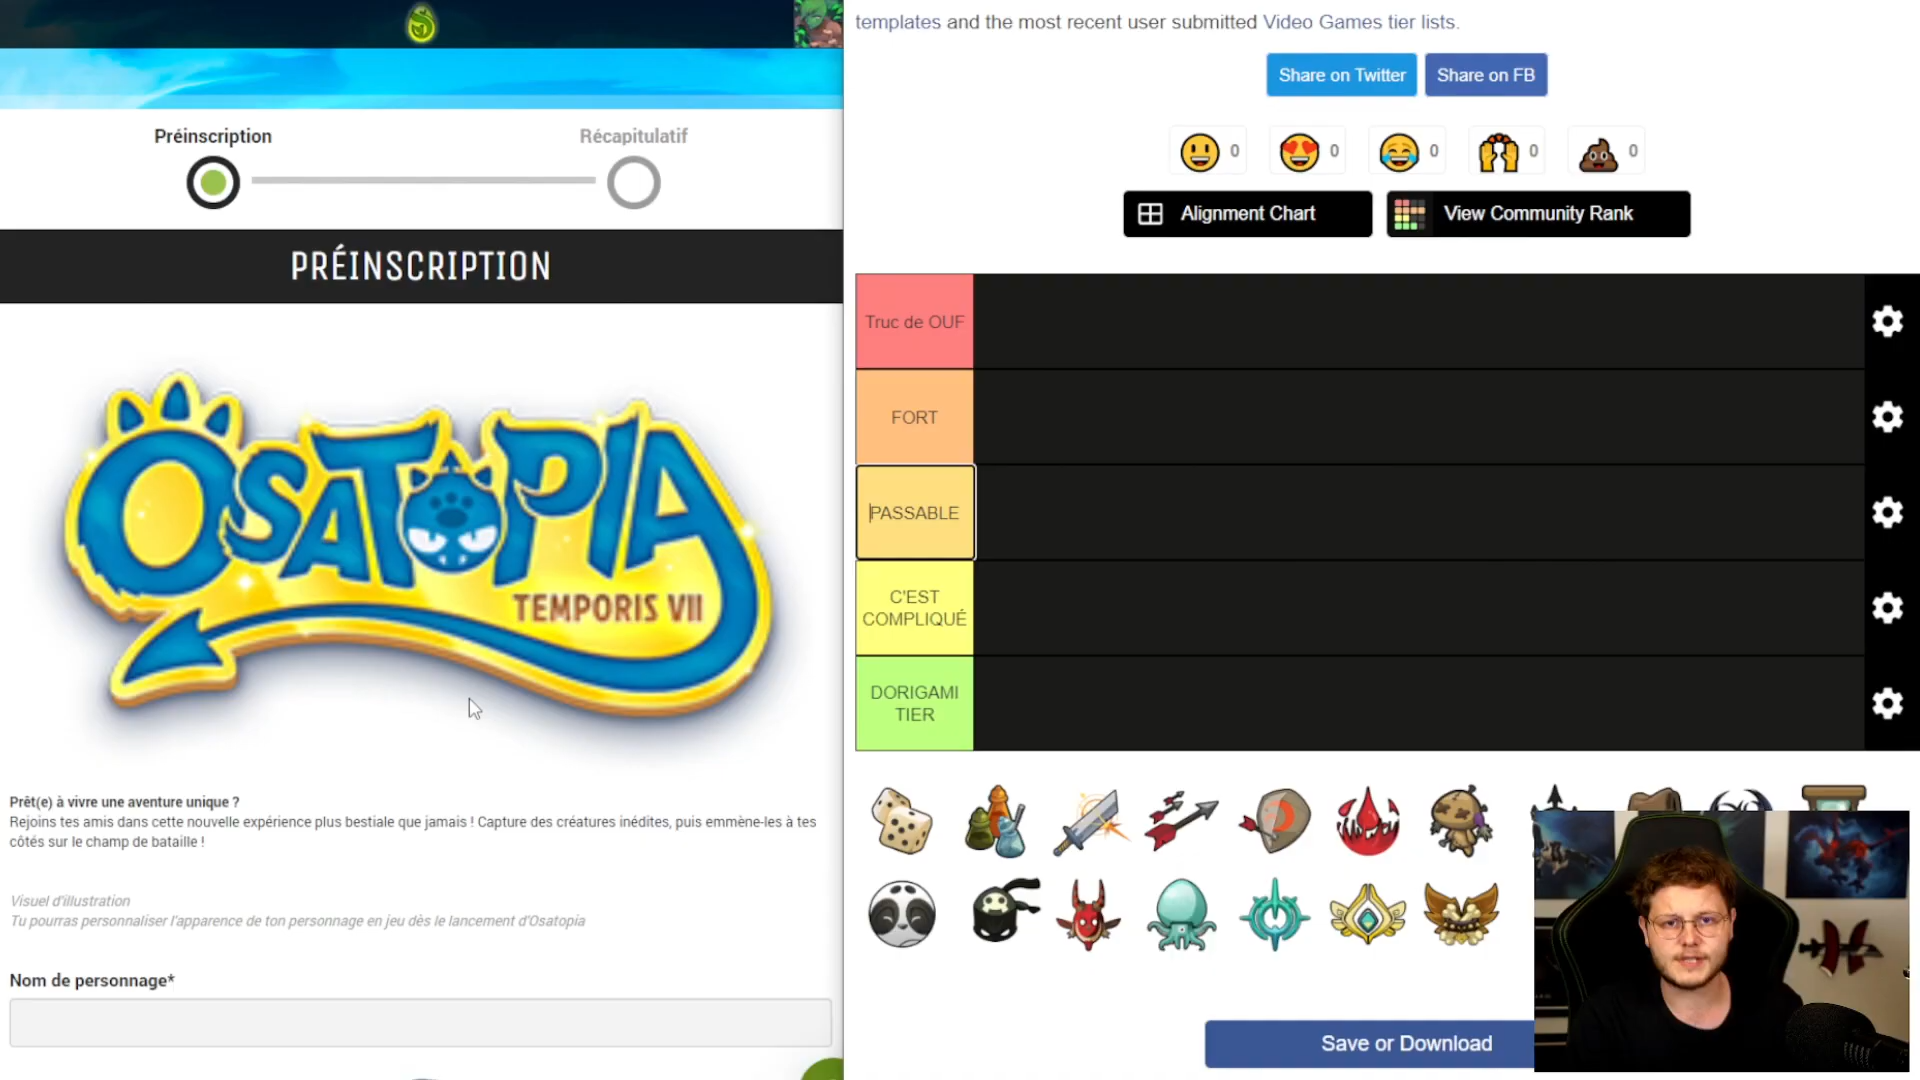 Préinscription
Récapitulatif
PRÉINSCRIPTION
OSATOPIA
TEMPORIS VII
Prêt(e) à vivre une aventure unique ?
Rejoins tes amis dans cette nouvelle expérience plus bestiale que jamais ! Capture des créatures inédites, puis emmène-les à tes
côtés sur le champ de bataille !
Visuel d'illustration
Tu pourras personnaliser l'apparence de ton personnage en jeu dès le lancement d'Osatopia
Nom de personnage*
templates and the most recent user submitted Video Games tier lists.
Share on Twitter
Share on FB
0
0
0
0
0
Alignment Chart
View Community Rank
Truc de OUF
FORT
PASSABLE
C'EST
COMPLIQUÉ
DORIGAMI
TIER
Save or Download